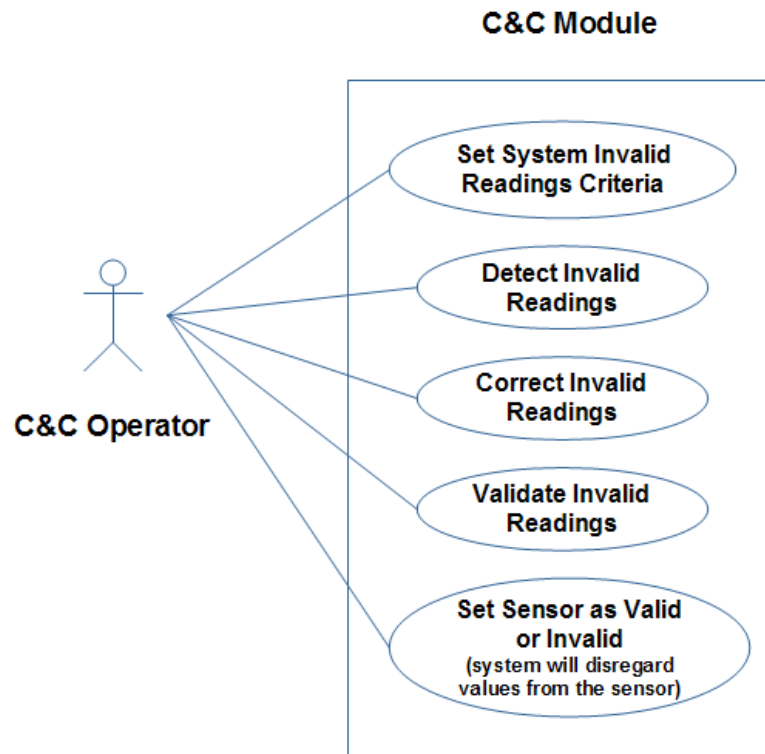 C&C Module
Set System Invalid
Readings Criteria
Detect Invalid
Readings
Correct Invalid
Readings
C&C Operator
Validate Invalid
Readings
Set Sensor as Valid
or Invalid
(system will disregard
values from the sensor)